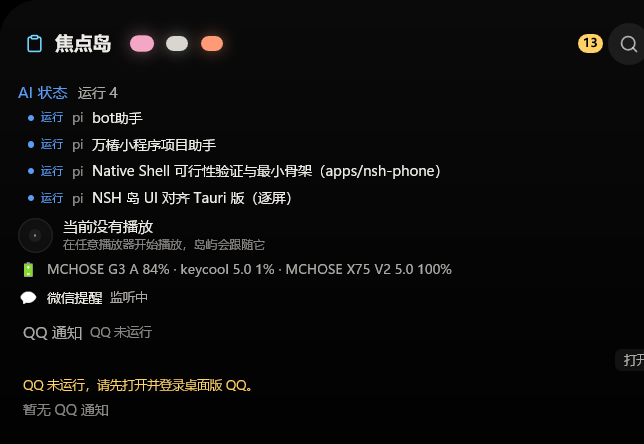 焦点岛 13
AI 状态 运行 4
运行 pi bot助手
运行 pi 万椿小程序项目助手
运行 pi Native Shell 可行性验证与最小骨架（apps/nsh-phone）
运行 pi NSH 岛 UI 对齐 Tauri 版（逐屏）
当前没有播放
在任意播放器开始播放，岛屿会跟随它
MCHOSE G3 A 84% · keycool 5.0 1% · MCHOSE X75 V2 5.0 100%
微信提醒 监听中
QQ 通知 QQ 未运行
打开
QQ 未运行，请先打开并登录桌面版 QQ。
暂无 QQ 通知